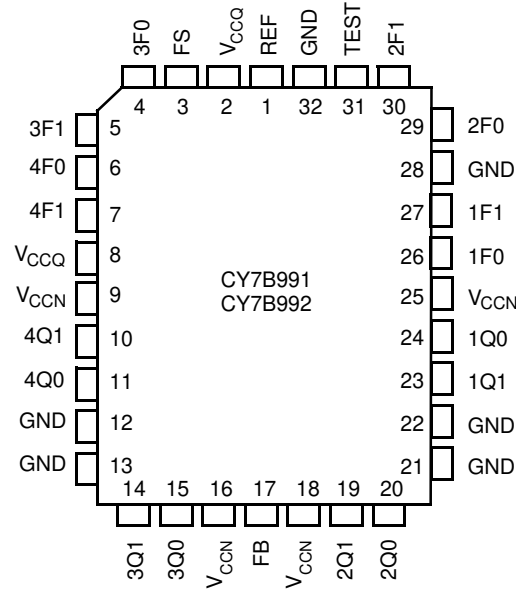 3F0 FS VCCQ REF GND TEST 2F1
4 3 2 1 32 31 30
3F1 5 29 2F0
4F0 6 28 GND
4F1 7 27 1F1
VCCQ 8 26 1F0
CY7B991
CY7B992
VCCN 9 25 VCCN
4Q1 10 24 1Q0
4Q0 11 23 1Q1
GND 12 22 GND
GND 13 21 GND
14 15 16 17 18 19 20
3Q1 3Q0 VCCN FB VCCN 2Q1 2Q0